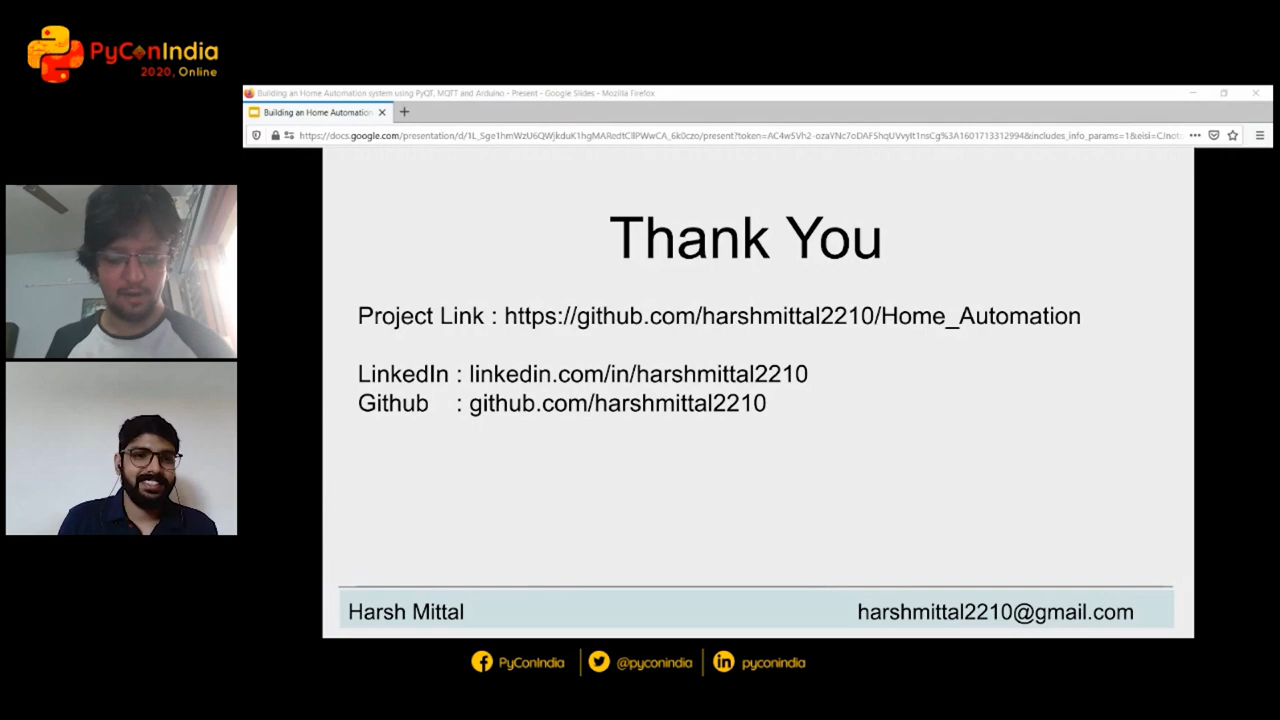 PyConIndia
2020, Online
Building an Home Automation system using PyQT, MQTT and Arduino - Present - Google Slides - Mozilla Firefox
Building an Home Automation
Thank You
Project Link : https://github.com/harshmittal2210/Home_Automation
LinkedIn : linkedin.com/in/harshmittal2210
Github : github.com/harshmittal2210
Harsh Mittal harshmittal2210@gmail.com
PyConIndia @pyconindia pyconindia